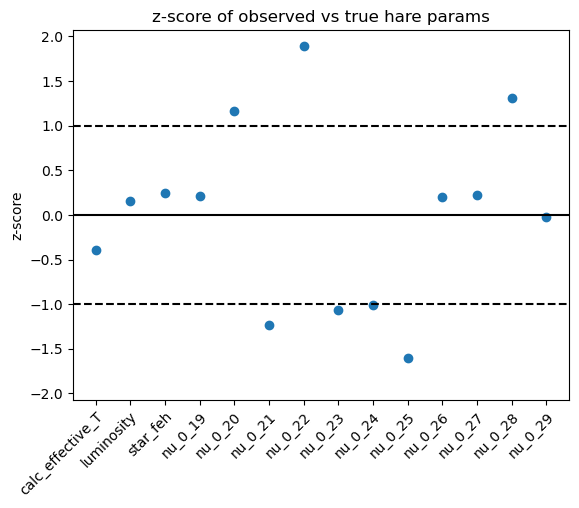 z-score of observed vs true hare params
z-score
2.0
1.5
1.0
0.5
0.0
−0.5
−1.0
−1.5
−2.0
calc_effective_T
luminosity
star_feh
nu_0_19
nu_0_20
nu_0_21
nu_0_22
nu_0_23
nu_0_24
nu_0_25
nu_0_26
nu_0_27
nu_0_28
nu_0_29